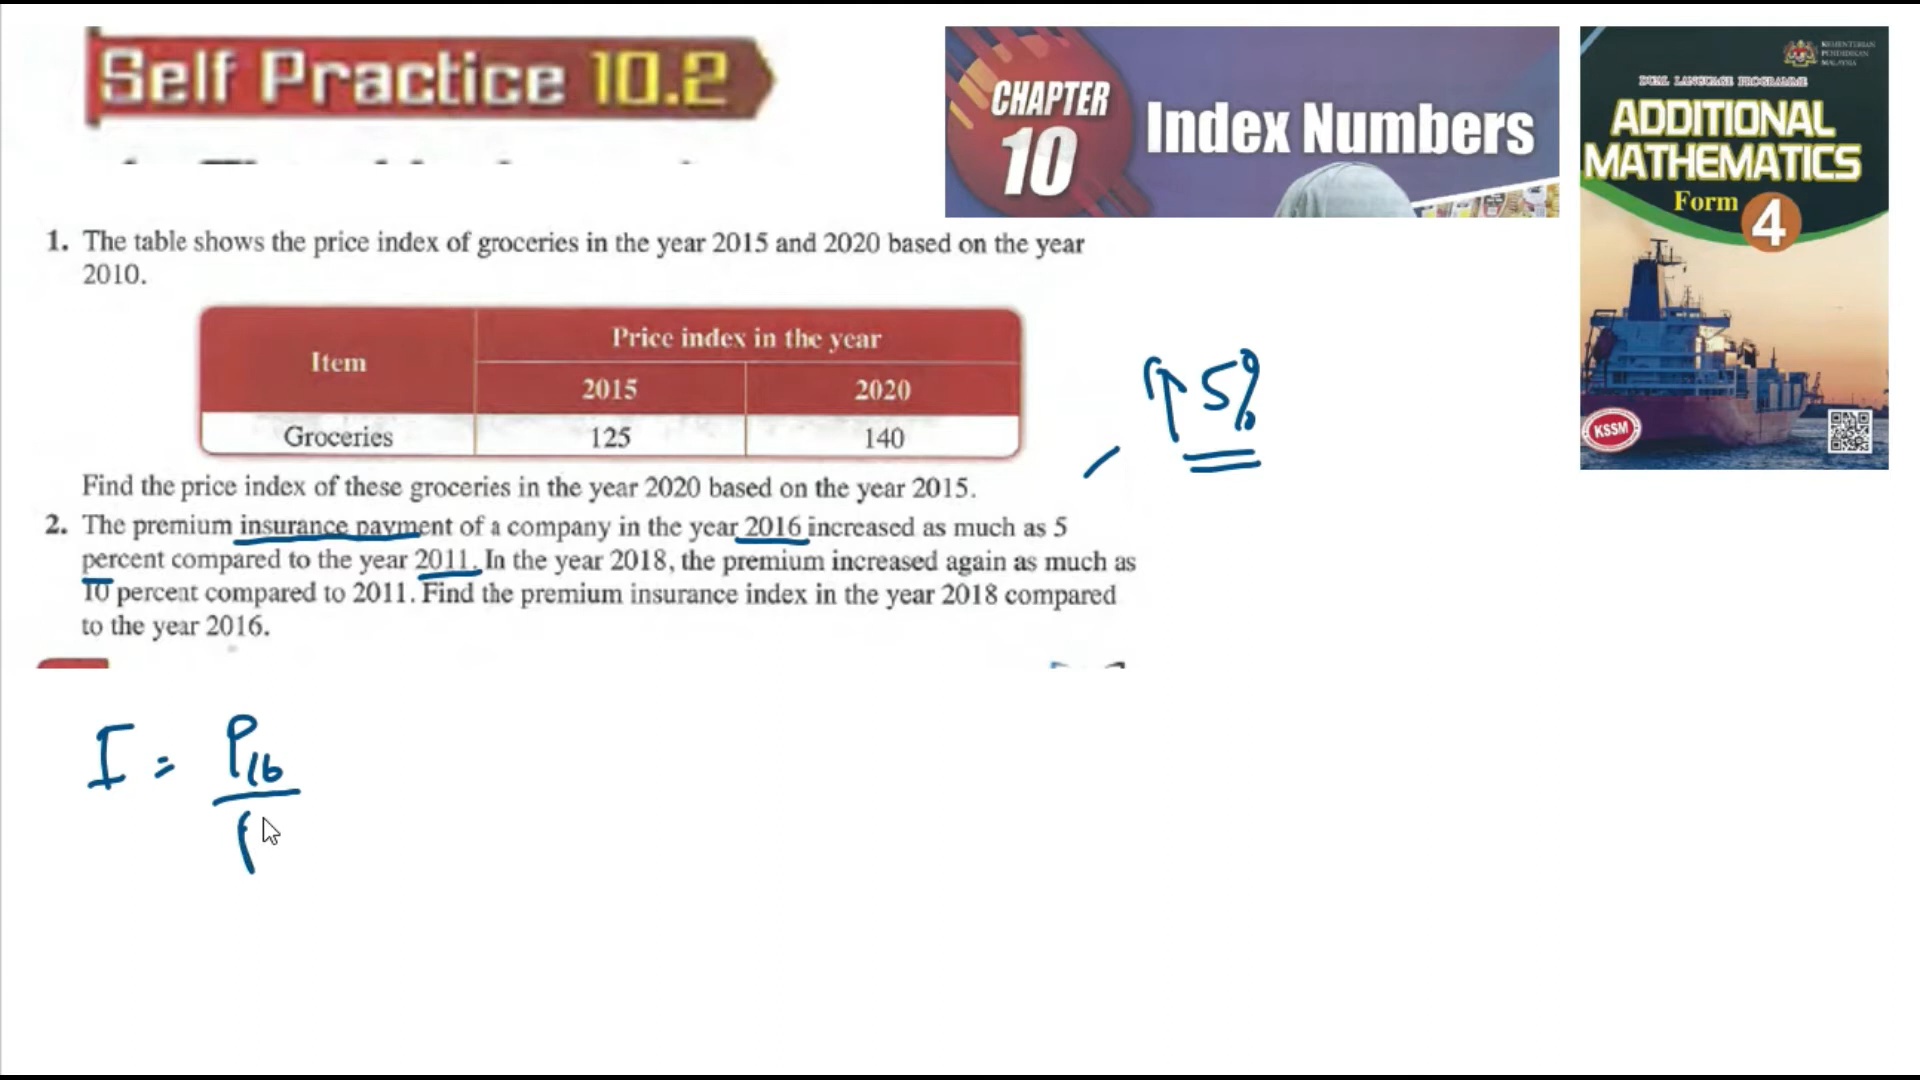 Self Practice 10.2
CHAPTER
10
Index Numbers
KEMENTERIAN
PENDIDIKAN
MALAYSIA
DUAL LANGUAGE PROGRAMME
ADDITIONAL
MATHEMATICS
Form 4
KSSM
1. The table shows the price index of groceries in the year 2015 and 2020 based on the year
2010.
Item
Price index in the year
2015 2020
Groceries 125 140
↑ 5%
Find the price index of these groceries in the year 2020 based on the year 2015.
2. The premium insurance payment of a company in the year 2016 increased as much as 5
percent compared to the year 2011. In the year 2018, the premium increased again as much as
10 percent compared to 2011. Find the premium insurance index in the year 2018 compared
to the year 2016.
I = P16